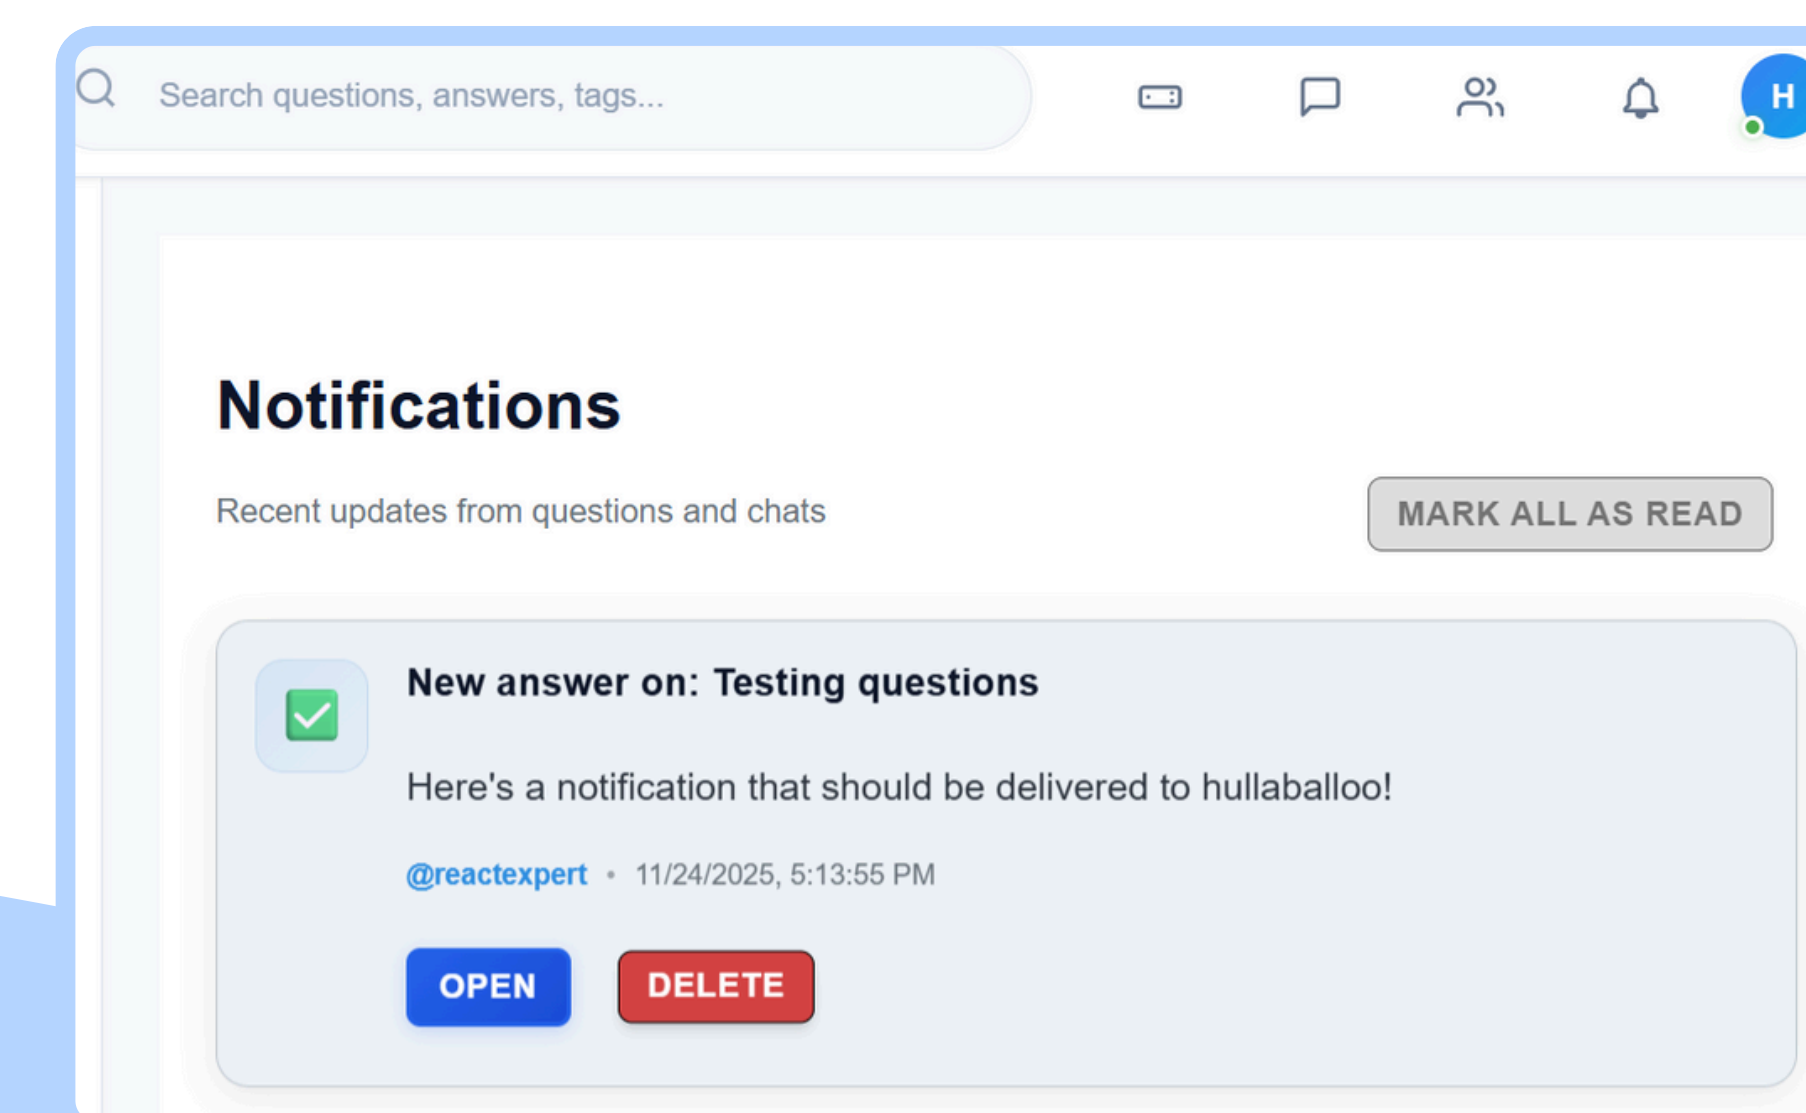 Search questions, answers, tags...
H
Notifications
Recent updates from questions and chats
MARK ALL AS READ
New answer on: Testing questions
Here's a notification that should be delivered to hullaballoo!
@reactexpert • 11/24/2025, 5:13:55 PM
OPEN DELETE